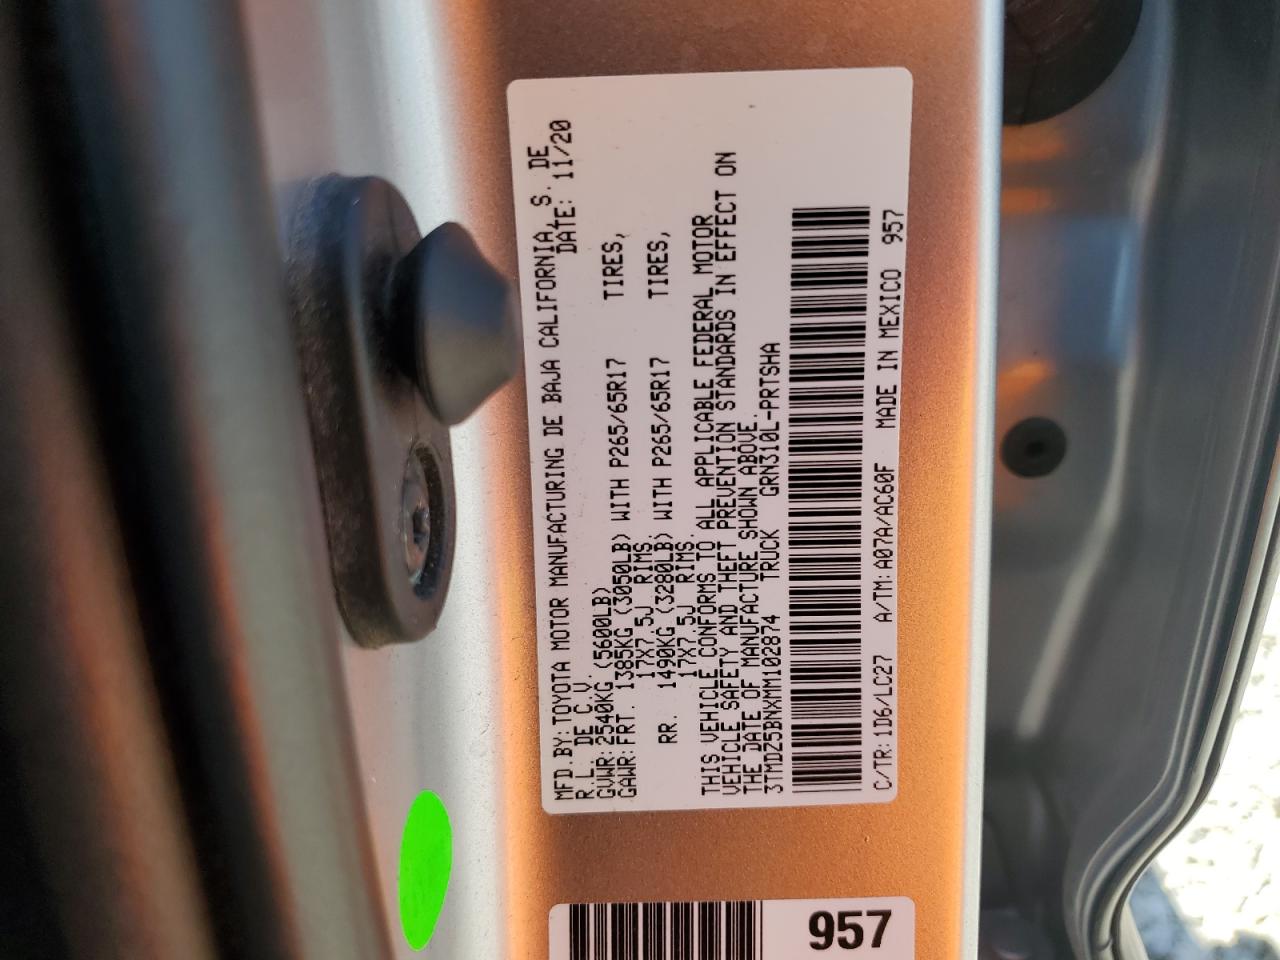 MFD.BY:TOYOTA MOTOR MANUFACTURING DE BAJA CALIFORNIA,S. DE
R.L. DE C.V. DATE: 11/20
GVWR:2540KG (5600LB)
GAWR:FRT. 1385KG (3050LB) WITH P265/65R17 TIRES,
17X7.5J RIMS
RR. 1490KG (3280LB) WITH P265/65R17 TIRES,
17X7.5J RIMS.
THIS VEHICLE CONFORMS TO ALL APPLICABLE FEDERAL MOTOR
VEHICLE SAFETY AND THEFT PREVENTION STANDARDS IN EFFECT ON
THE DATE OF MANUFACTURE SHOWN ABOVE.
3TMDZ5BNXMM102874 TRUCK GRN310L-PRTSHA
C/TR:1D6/LC27 A/TM:A07A/AC60F MADE IN MEXICO 957
957